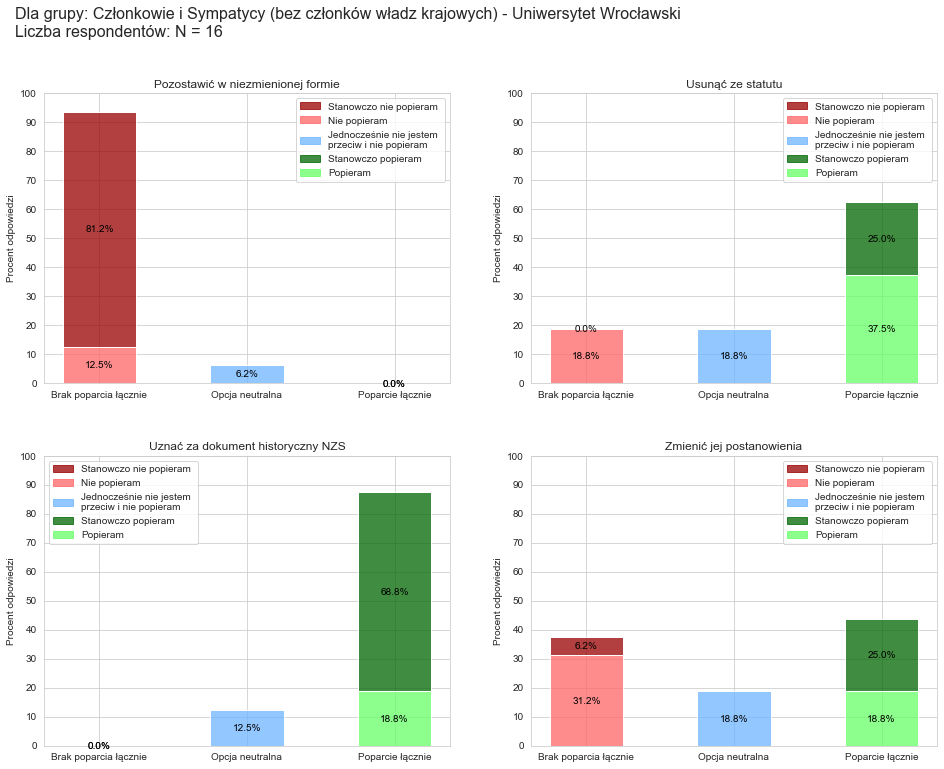 Dla grupy: Członkowie i Sympatycy (bez członków władz krajowych) - Uniwersytet Wrocławski
Liczba respondentów: N = 16
Pozostawić w niezmienionej formie
Procent odpowiedzi
100
90
80
70
60
50
40
30
20
10
0
Stanowczo nie popieram
Nie popieram
Jednocześnie nie jestem
przeciw i nie popieram
Stanowczo popieram
Popieram
81.2%
12.5%
6.2%
0.0%
Brak poparcia łącznie
Opcja neutralna
Poparcie łącznie
Usunąć ze statutu
Procent odpowiedzi
100
90
80
70
60
50
40
30
20
10
0
Stanowczo nie popieram
Nie popieram
Jednocześnie nie jestem
przeciw i nie popieram
Stanowczo popieram
Popieram
0.0%
18.8%
18.8%
25.0%
37.5%
Brak poparcia łącznie
Opcja neutralna
Poparcie łącznie
Uznać za dokument historyczny NZS
Procent odpowiedzi
100
90
80
70
60
50
40
30
20
10
0
Stanowczo nie popieram
Nie popieram
Jednocześnie nie jestem
przeciw i nie popieram
Stanowczo popieram
Popieram
0.0%
12.5%
68.8%
18.8%
Brak poparcia łącznie
Opcja neutralna
Poparcie łącznie
Zmienić jej postanowienia
Procent odpowiedzi
100
90
80
70
60
50
40
30
20
10
0
Stanowczo nie popieram
Nie popieram
Jednocześnie nie jestem
przeciw i nie popieram
Stanowczo popieram
Popieram
6.2%
31.2%
18.8%
25.0%
18.8%
Brak poparcia łącznie
Opcja neutralna
Poparcie łącznie